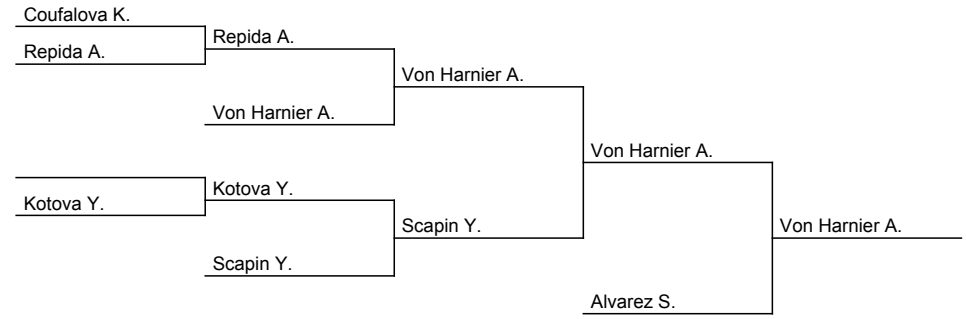 Coufalova K.
Repida A.
Repida A.
Von Harnier A.
Von Harnier A.
Von Harnier A.
Kotova Y.
Kotova Y.
Scapin Y.
Von Harnier A.
Scapin Y.
Alvarez S.